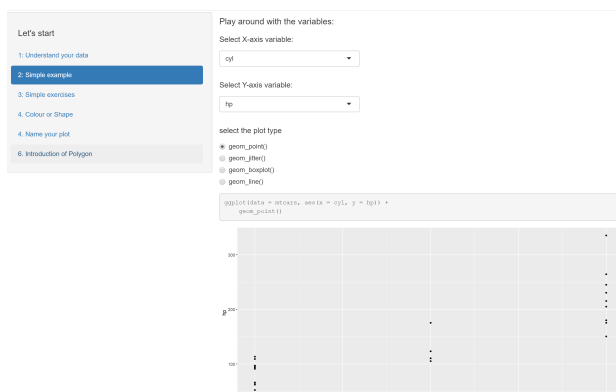 Let's start
1: Understand your data
2: Simple example
3: Simple exercises
4. Colour or Shape
4. Name your plot
6. Introduction of Polygon
Play around with the variables:
Select X-axis variable:
cyl
Select Y-axis variable:
hp
select the plot type
geom_point()
geom_jitter()
geom_boxplot()
geom_line()
ggplot(data = mtcars, aes(x = cyl, y = hp)) +
geom_point()
300
200
hp
100